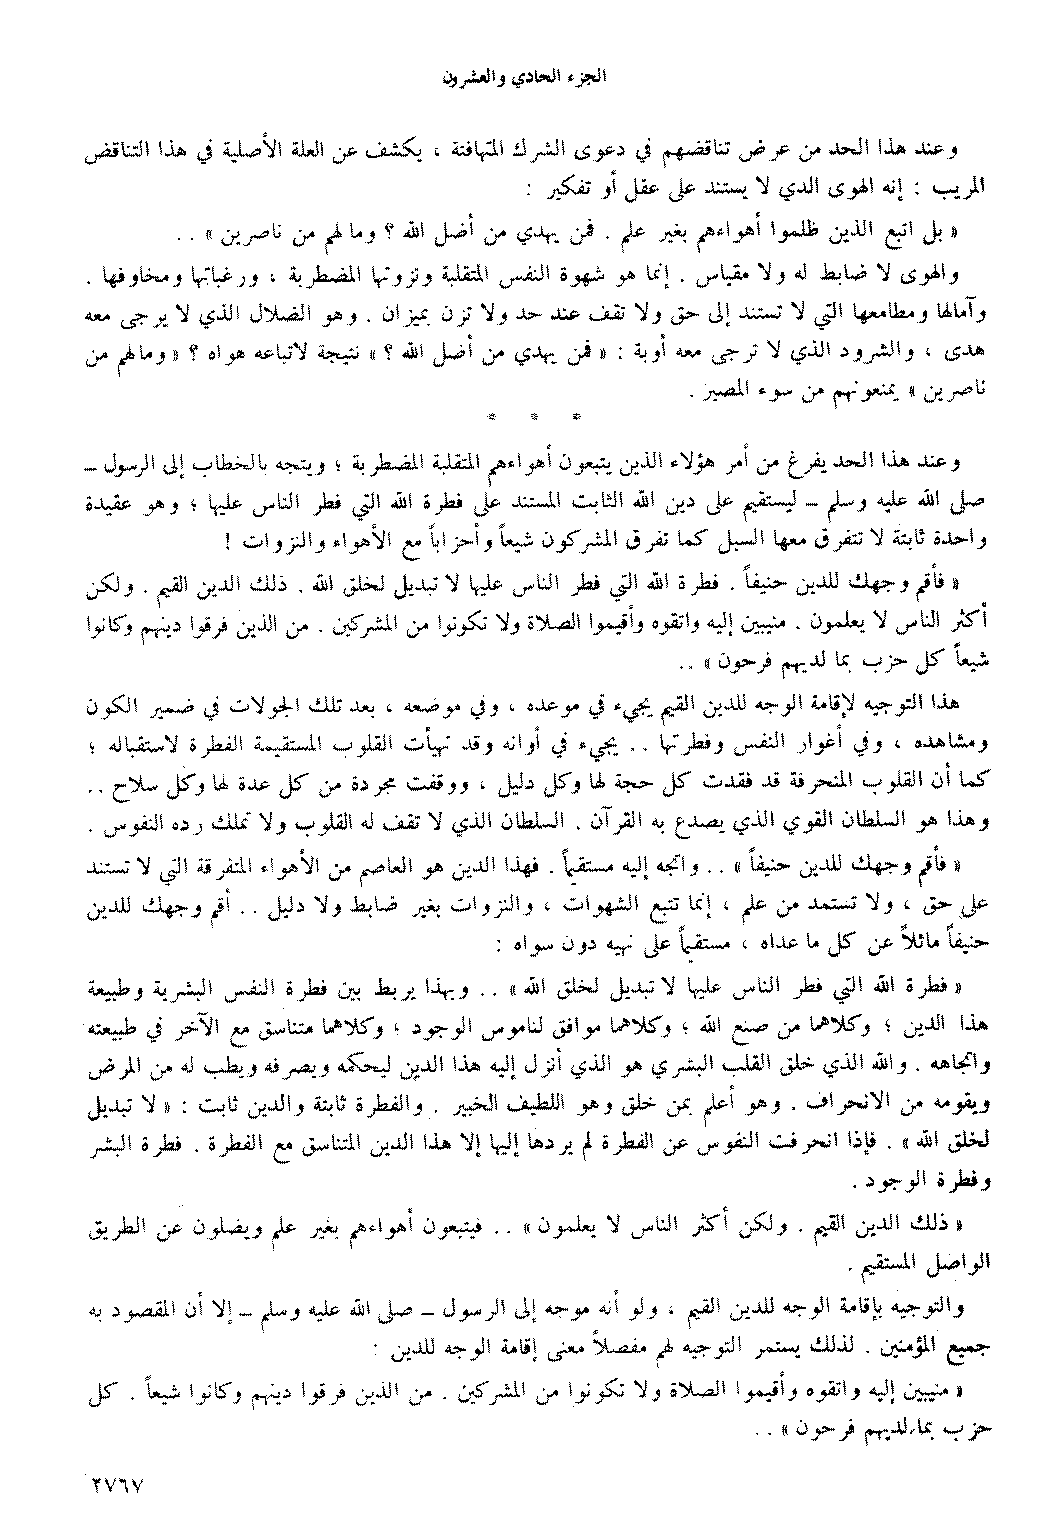 الجزء الحادي والعشرون
وعند هذا الحد من عرض تناقضهم في دعوى الشرك المتهافتة ، يكشف عن العلة الأصلية في هذا التناقض
المريب : إنه الهوى الذي لا يستند على عقل أو تفكير :
« بل اتبع الذين ظلموا أهواءهم بغير علم . فمن يهدي من أضل الله ؟ وما لهم من ناصرين » ..
والهوى لا ضابط له ولا مقياس . إنما هو شهوة النفس المتقلبة ونزوتها المضطربة ، ورغباتها ومخاوفها .
وآمالها ومطامعها التي لا تستند إلى حق ولا تقف عند حد ولا تزن بميزان . وهو الضلال الذي لا يرجى معه
هدى ، والشرود الذي لا ترجى معه أوبة : « فمن يهدي من أضل الله ؟ » نتيجة لاتباعه هواه ؟ « وما لهم من
ناصرين » يمنعونهم من سوء المصير .
* * *
وعند هذا الحد يفرغ من أمر هؤلاء الذين يتبعون أهواءهم المتقلبة المضطربة ؛ ويتجه بالخطاب إلى الرسول –
صلى الله عليه وسلم – ليستقيم على دين الله الثابت المستند على فطرة الله التي فطر الناس عليها ؛ وهو عقيدة
واحدة ثابتة لا تتفرق معها السبل كما تفرق المشركون شيعاً وأحزاباً مع الأهواء والنزوات !
« فأقم وجهك للدين حنيفاً . فطرة الله التي فطر الناس عليها لا تبديل لخلق الله . ذلك الدين القيم . ولكن
أكثر الناس لا يعلمون . منيبين إليه واتقوه وأقيموا الصلاة ولا تكونوا من المشركين . من الذين فرقوا دينهم وكانوا
شيعاً كل حزب بما لديهم فرحون » ..
هذا التوجيه لإقامة الوجه للدين القيم يجيء في موعده ، وفي موضعه ، بعد تلك الجولات في ضمير الكون
ومشاهده ، وفي أغوار النفس وفطرتها .. يجيء في أوانه وقد تهيأت القلوب المستقيمة الفطرة لاستقباله ؛
كما أن القلوب المنحرفة قد فقدت كل حجة لها وكل دليل ، ووقفت مجردة من كل عدة لها وكل سلاح ..
وهذا هو السلطان القوي الذي يصدع به القرآن . السلطان الذي لا تقف له القلوب ولا تملك رده النفوس .
« فأقم وجهك للدين حنيفاً » .. واتجه إليه مستقيماً . فهذا الدين هو العاصم من الأهواء المتفرقة التي لا تستند
على حق ، ولا تستمد من علم ، إنما تتبع الشهوات ، والنزوات بغير ضابط ولا دليل .. أقم وجهك للدين
حنيفاً مائلاً عن كل ما عداه ، مستقيماً على نهجه دون سواه :
« فطرة الله التي فطر الناس عليها لا تبديل لخلق الله » .. وبهذا يربط بين فطرة النفس البشرية وطبيعة
هذا الدين ؛ وكلاهما من صنع الله ؛ وكلاهما موافق لناموس الوجود ؛ وكلاهما متناسق مع الآخر في طبيعته
واتجاهه . والله الذي خلق القلب البشري هو الذي أنزل إليه هذا الدين ليحكمه ويصرفه ويطب له من المرض
ويقومه من الانحراف . وهو أعلم بمن خلق وهو اللطيف الخبير . والفطرة ثابتة والدين ثابت : « لا تبديل
لخلق الله » . فإذا انحرفت النفوس عن الفطرة لم يردها إليها إلا هذا الدين المتناسق مع الفطرة . فطرة البشر
وفطرة الوجود .
« ذلك الدين القيم . ولكن أكثر الناس لا يعلمون » .. فيتبعون أهواءهم بغير علم ويضلون عن الطريق
الواصل المستقيم .
والتوجيه بإقامة الوجه للدين القيم ، ولو أنه موجه إلى الرسول – صلى الله عليه وسلم – إلا أن المقصود به
جميع المؤمنين . لذلك يستمر التوجيه لهم مفصلاً معنى إقامة الوجه للدين :
« منيبين إليه واتقوه وأقيموا الصلاة ولا تكونوا من المشركين . من الذين فرقوا دينهم وكانوا شيعاً . كل
حزب بما لديهم فرحون » ..
٢٧٦٧